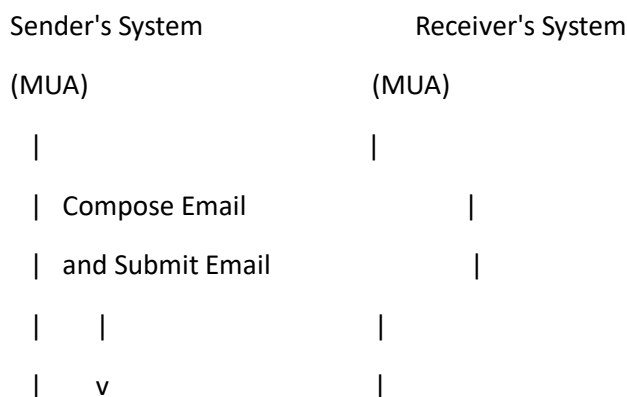 Sender's System                          Receiver's System
(MUA)                                   (MUA)
|                                       |
| Compose Email                         |
| and Submit Email                      |
|     |                                 |
|     v                                 |